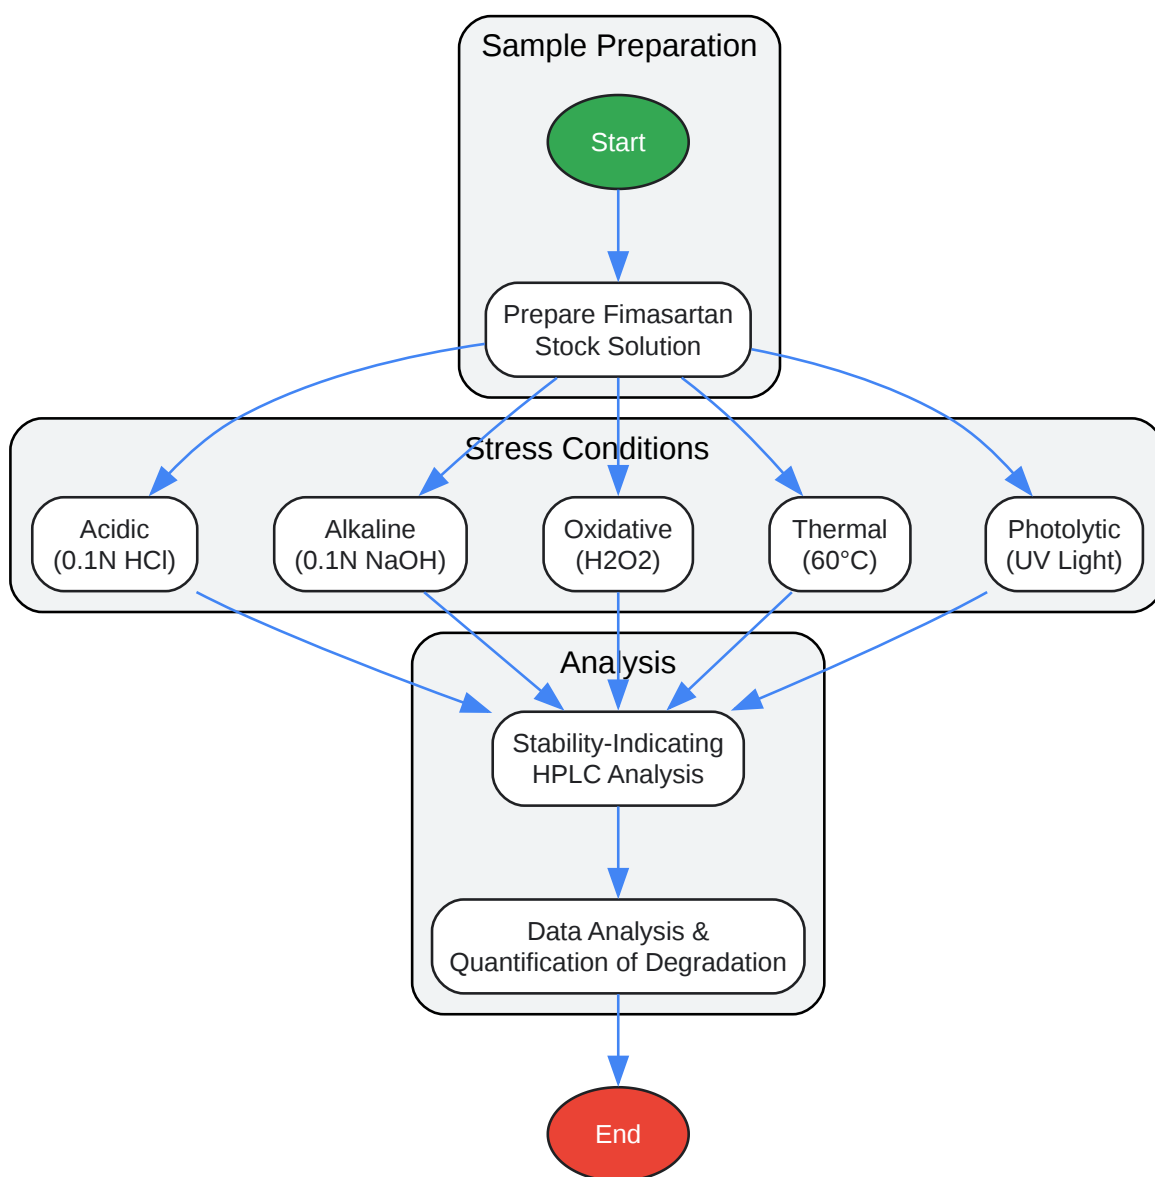 Sample Preparation
Start
Prepare Fimasartan
Stock Solution
Stress Conditions
Acidic
(0.1N HCl)
Alkaline
(0.1N NaOH)
Oxidative
(H2O2)
Thermal
(60°C)
Photolytic
(UV Light)
Analysis
Stability-Indicating
HPLC Analysis
Data Analysis &
Quantification of Degradation
End